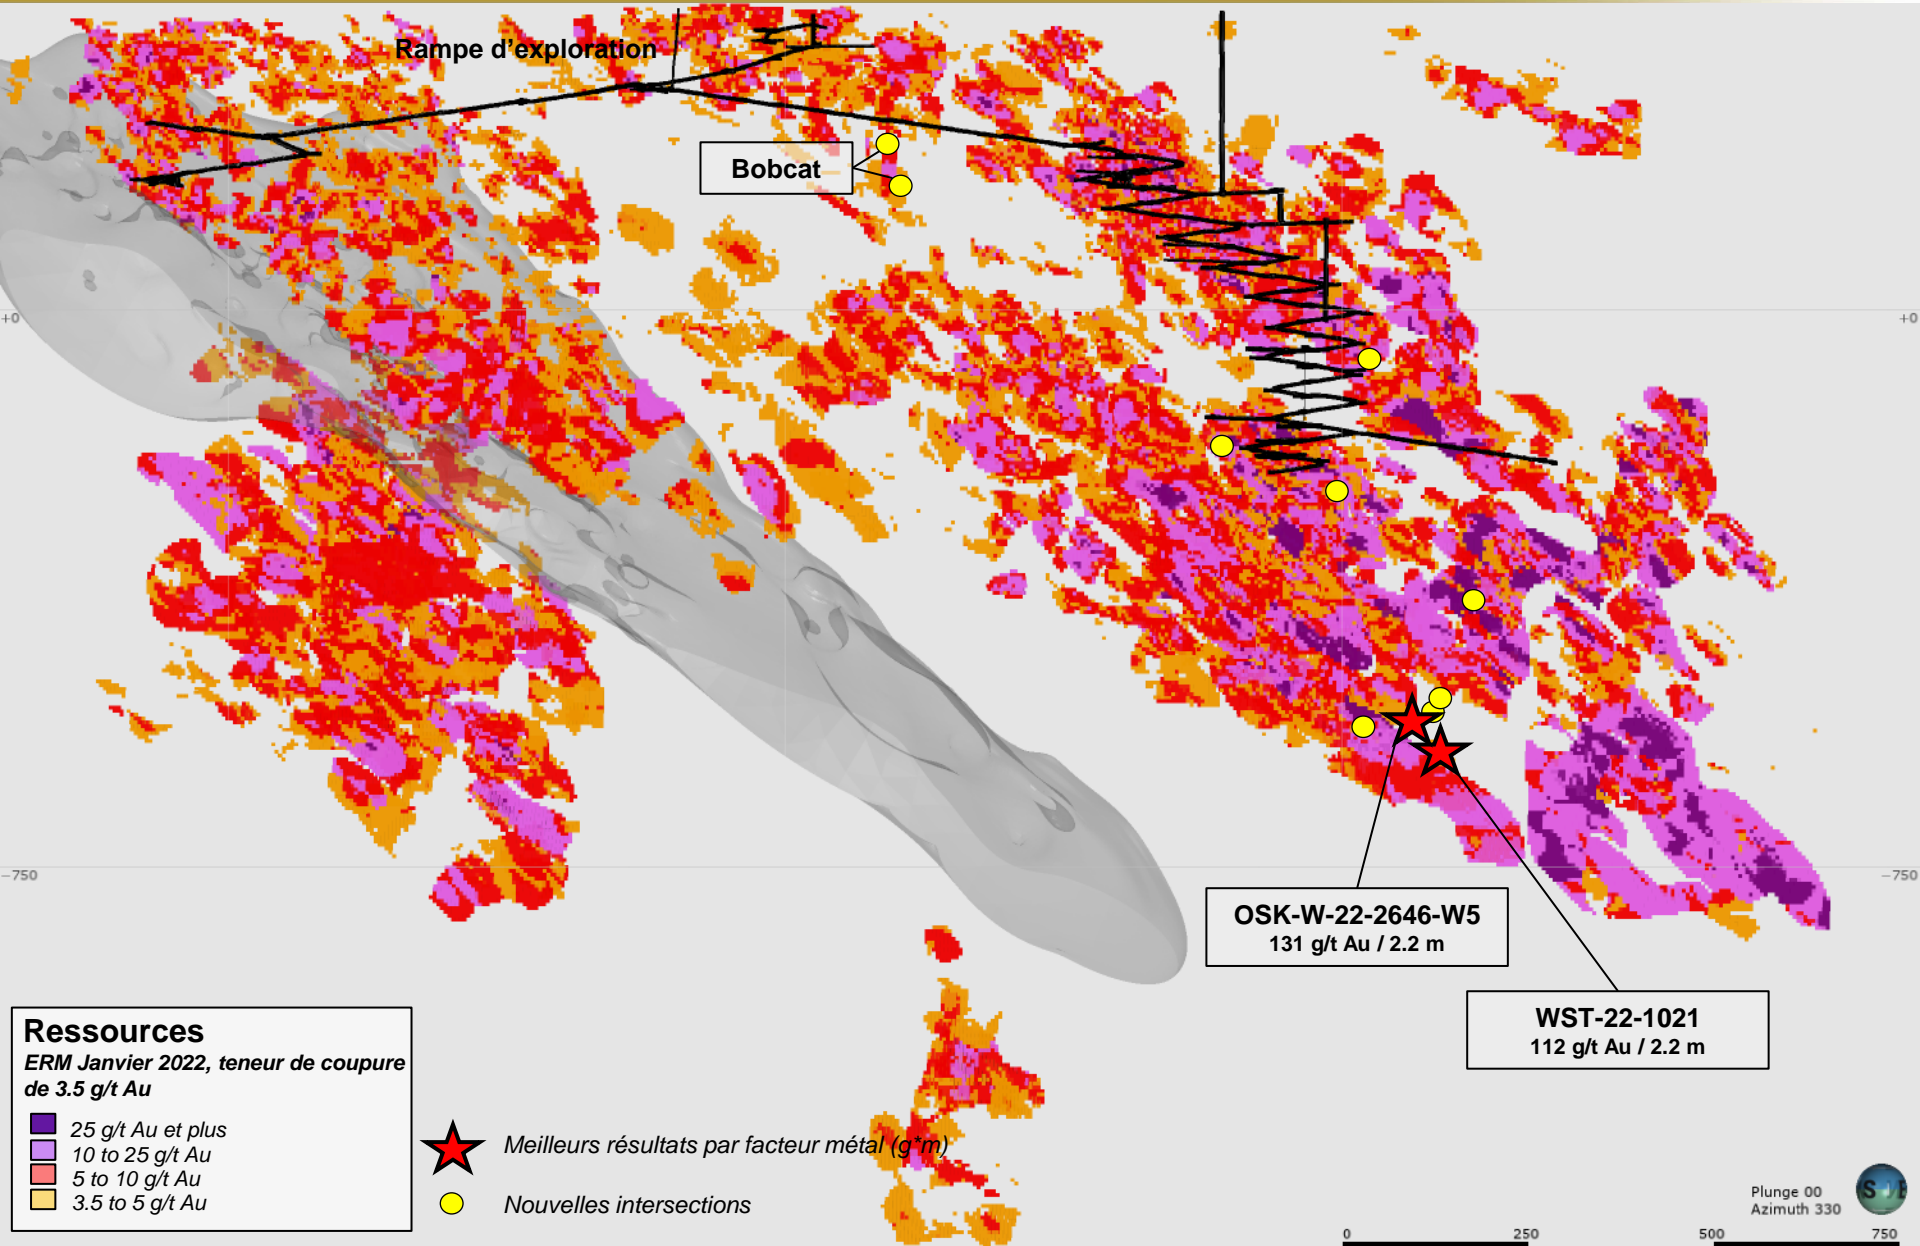 Rampe d’exploration
Bobcat
+0
+0
−750
−750
OSK-W-22-2646-W5
131 g/t Au / 2.2 m
WST-22-1021
112 g/t Au / 2.2 m
Ressources
ERM Janvier 2022, teneur de coupure
de 3.5 g/t Au
25 g/t Au et plus
10 to 25 g/t Au
5 to 10 g/t Au
3.5 to 5 g/t Au
Meilleurs résultats par facteur métal (g*m)
Nouvelles intersections
Plunge 00
Azimuth 330
0 250 500 750